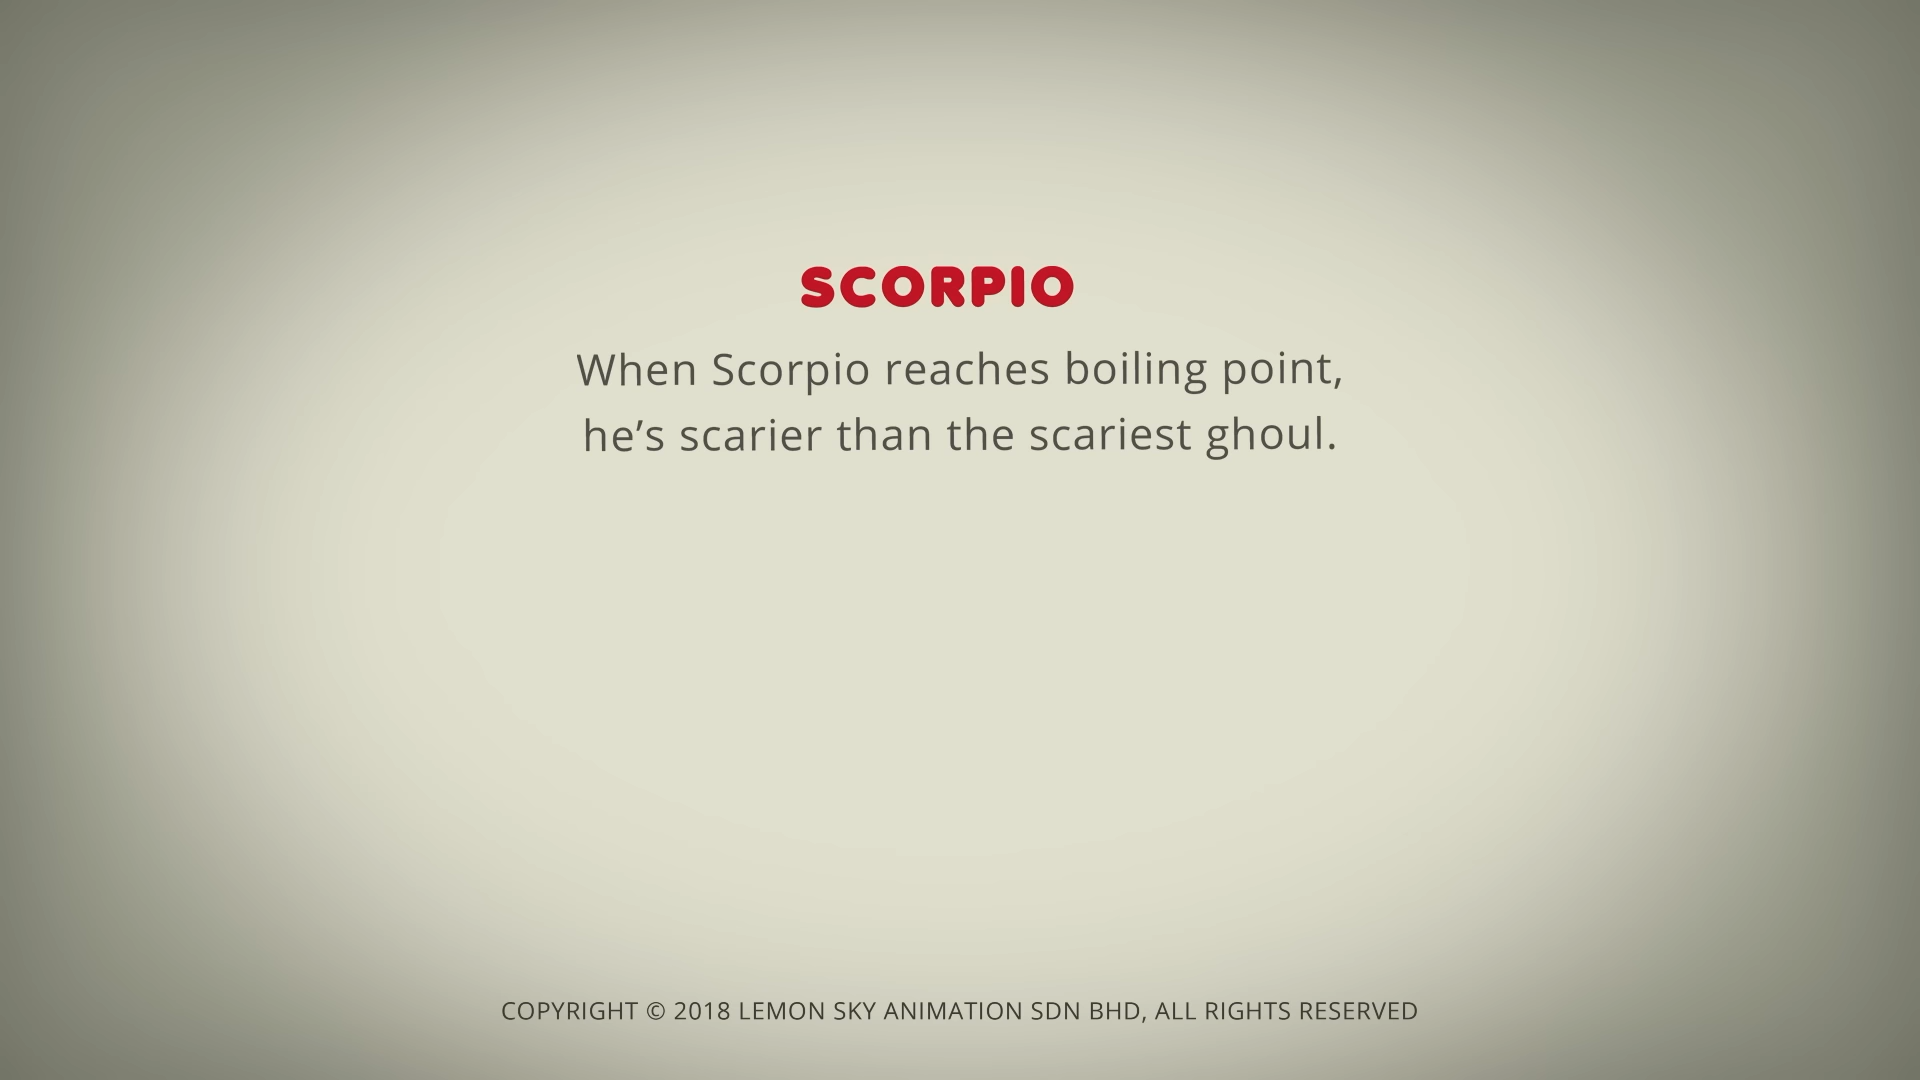 SCORPIO
When Scorpio reaches boiling point,
he’s scarier than the scariest ghoul.
COPYRIGHT © 2018 LEMON SKY ANIMATION SDN BHD, ALL RIGHTS RESERVED